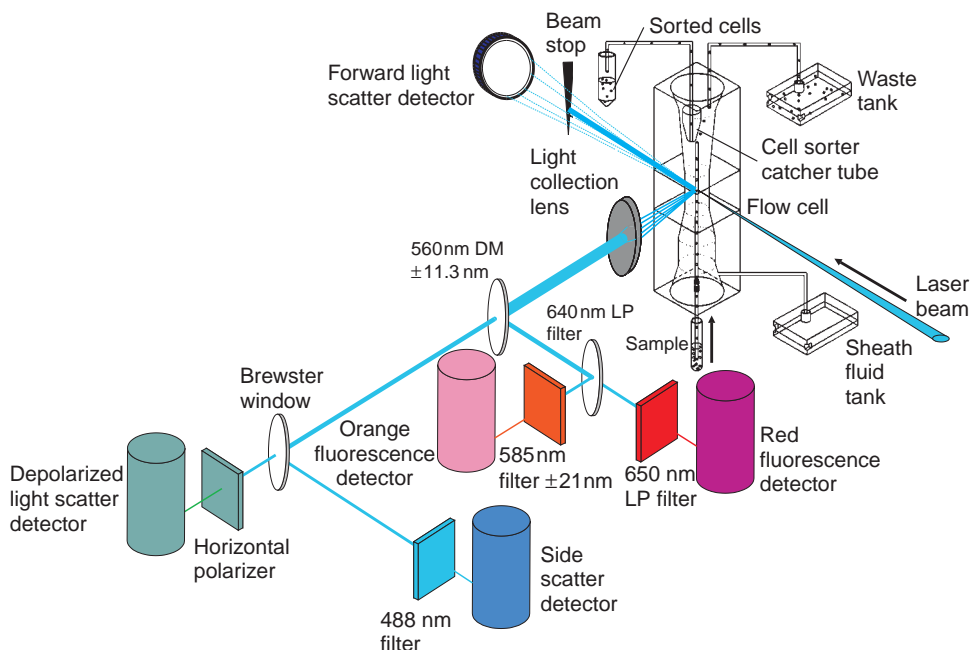 Beam
stop
Sorted cells
Forward light
scatter detector
Waste
tank
Cell sorter
catcher tube
Light
collection
lens
Flow cell
560nm DM
±11.3 nm
Laser
beam
640nm LP
filter
Sample
Sheath
fluid
tank
Brewster
window
Orange
fluorescence
detector
585nm
filter ±21nm
650 nm
LP filter
Red
fluorescence
detector
Depolarized
light scatter
detector
Horizontal
polarizer
Side
scatter
detector
488 nm
filter